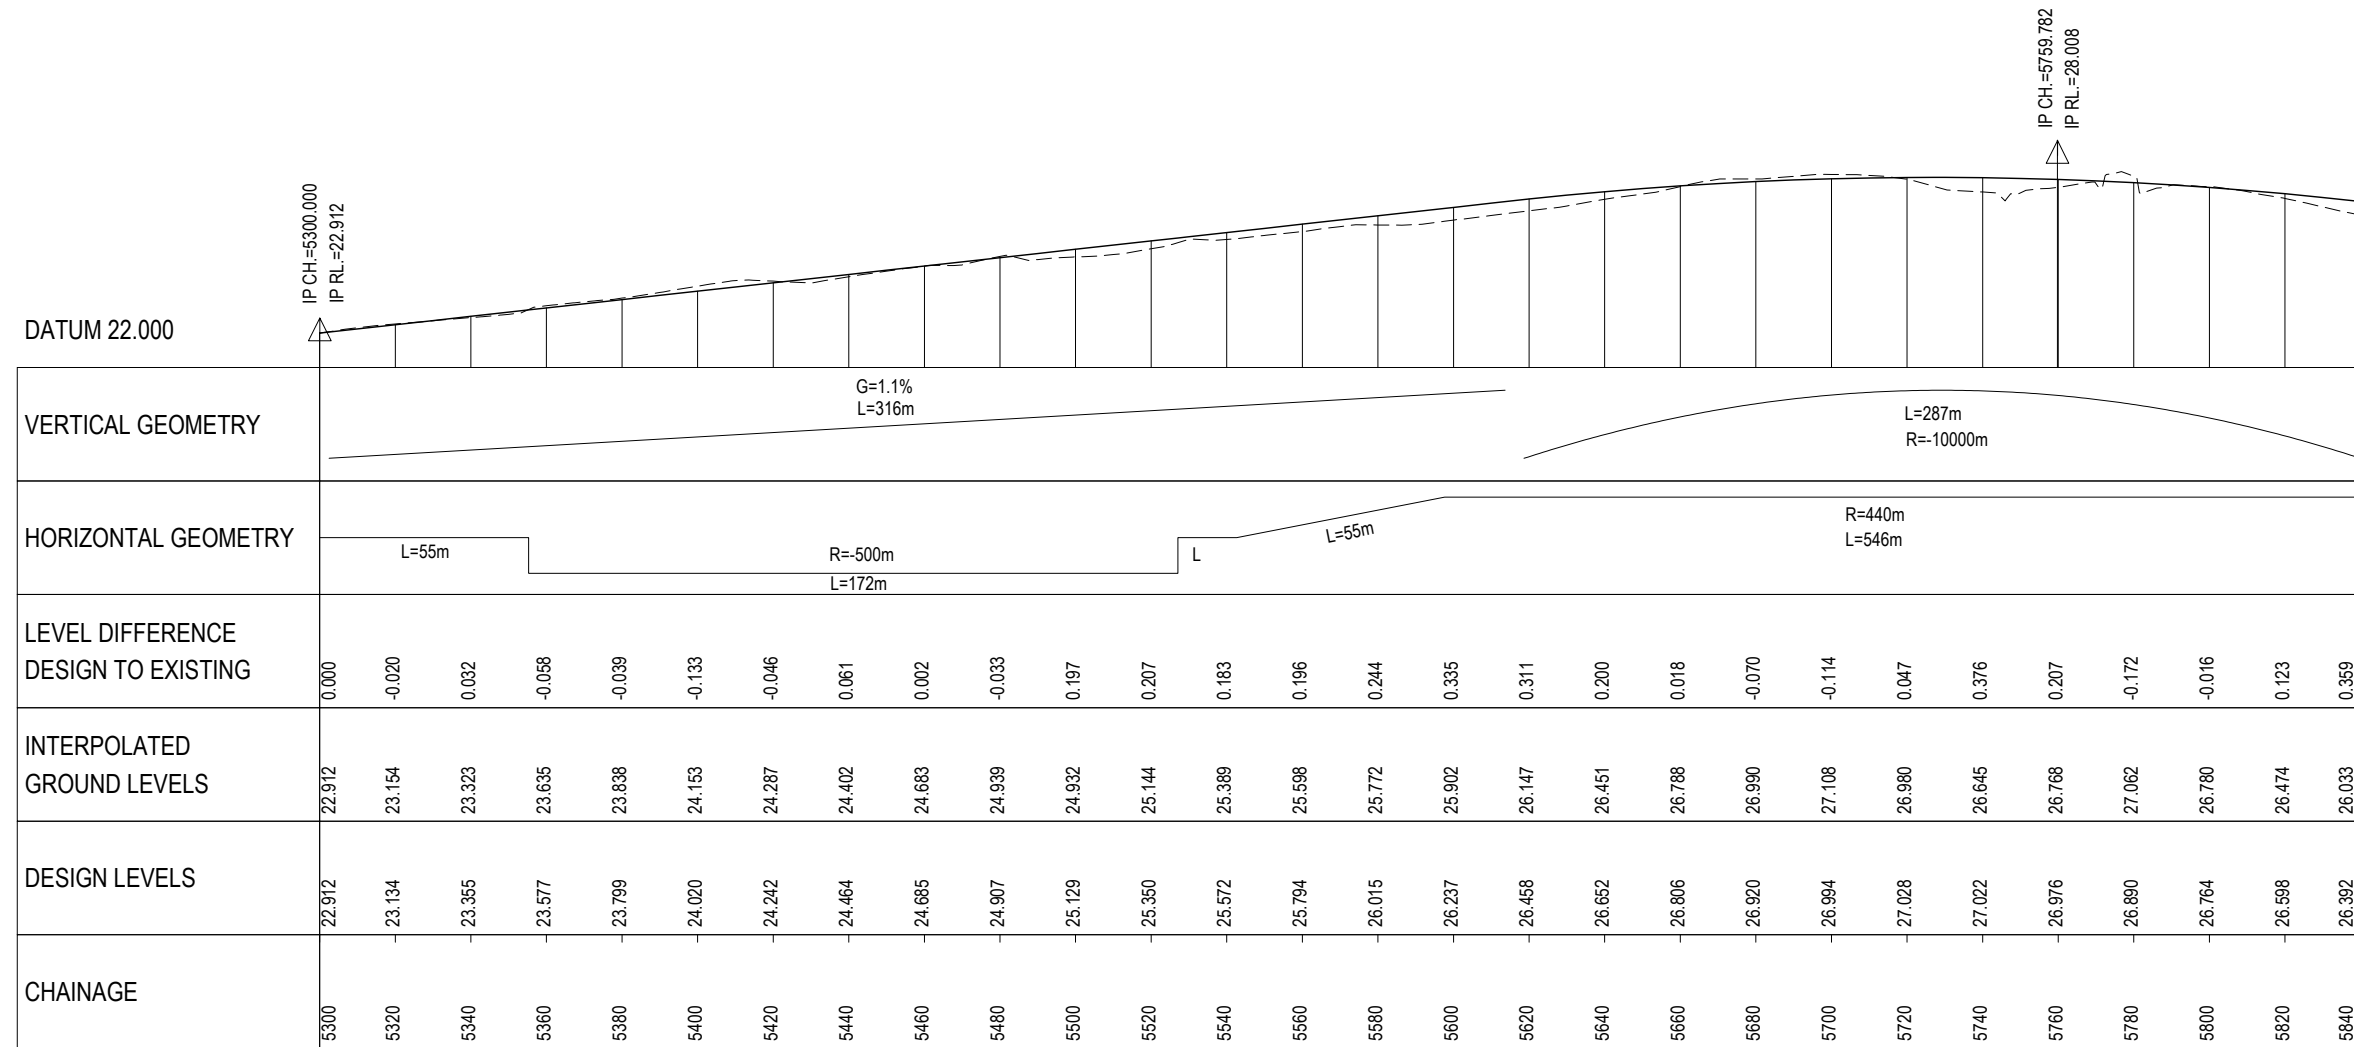 IP CH.=5300.000
IP RL.=22.912
IP CH.=5759.782
IP RL.=28.008
DATUM 22.000
VERTICAL GEOMETRY
G=1.1%
L=316m
L=287m
R=-10000m
HORIZONTAL GEOMETRY
L=55m
R=-500m
L=172m
L
L=55m
R=440m
L=546m
LEVEL DIFFERENCE
DESIGN TO EXISTING
0.000 -0.020 0.032 -0.058 -0.039 -0.133 -0.046 0.061 0.002 -0.033 0.197 0.207 0.183 0.196 0.244 0.335 0.311 0.200 0.018 -0.070 -0.114 0.047 0.376 0.207 -0.172 -0.016 0.123 0.359
INTERPOLATED
GROUND LEVELS
22.912 23.154 23.323 23.635 23.838 24.153 24.287 24.402 24.683 24.939 24.932 25.144 25.389 25.598 25.772 25.902 26.147 26.451 26.788 26.990 27.108 26.980 26.645 26.768 27.062 26.780 26.474 26.033
DESIGN LEVELS
22.912 23.134 23.355 23.577 23.799 24.020 24.242 24.464 24.685 24.907 25.129 25.350 25.572 25.794 26.015 26.237 26.458 26.652 26.806 26.920 26.994 27.028 27.022 26.976 26.890 26.764 26.598 26.392
CHAINAGE
5300 5320 5340 5360 5380 5400 5420 5440 5460 5480 5500 5520 5540 5560 5580 5600 5620 5640 5660 5680 5700 5720 5740 5760 5780 5800 5820 5840